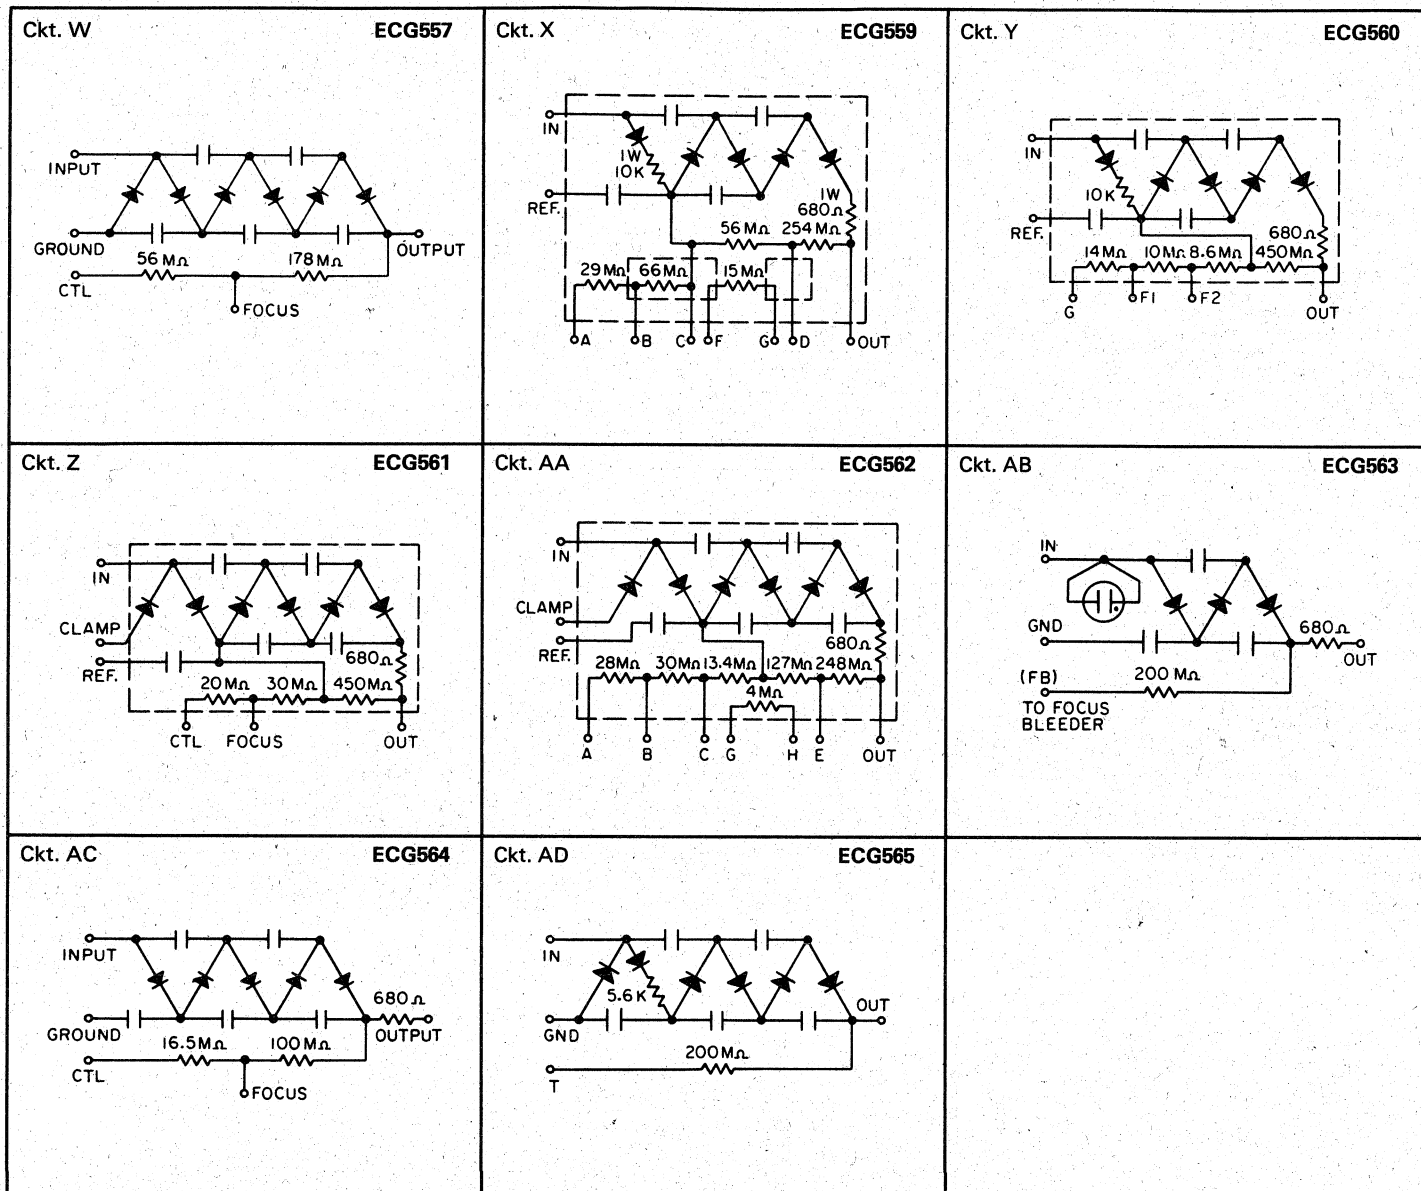 Ckt. W ECG557
INPUT
GROUND
OUTPUT
56 MΩ 178 MΩ
CTL
FOCUS
Ckt. X ECG559
IN
1W
10K
REF.
1W
680Ω
56 MΩ 254 MΩ
29 MΩ 66 MΩ 15 MΩ
A B C F G D OUT
Ckt. Y ECG560
IN
10K
REF.
680Ω
14 MΩ 10 MΩ 8.6 MΩ 450 MΩ
G F1 F2 OUT
Ckt. Z ECG561
IN
CLAMP
REF.
680Ω
20 MΩ 30 MΩ 450 MΩ
CTL FOCUS OUT
Ckt. AA ECG562
IN
CLAMP
REF.
680Ω
28 MΩ 30 MΩ 13.4 MΩ 127 MΩ 248 MΩ
4 MΩ
A B C G H E OUT
Ckt. AB ECG563
IN
GND
680Ω
OUT
(FB) 200 MΩ
TO FOCUS
BLEEDER
Ckt. AC ECG564
INPUT
680Ω
GROUND OUTPUT
16.5 MΩ 100 MΩ
CTL
FOCUS
Ckt. AD ECG565
IN
5.6K
OUT
GND
200 MΩ
T